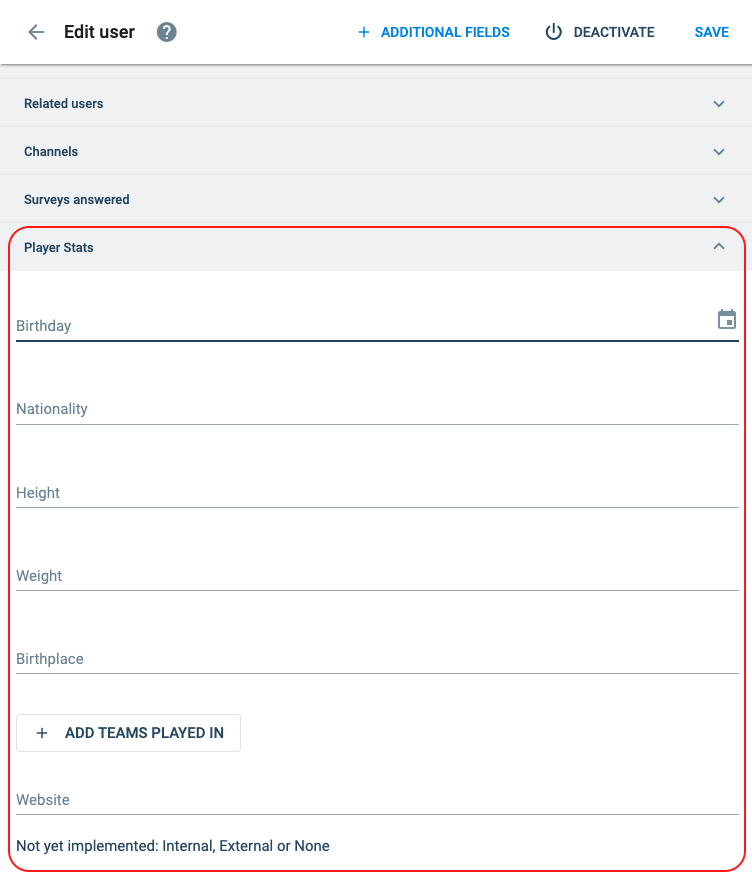 Edit user ?
+ ADDITIONAL FIELDS
DEACTIVATE
SAVE
Related users
Channels
Surveys answered
Player Stats
Birthday
Nationality
Height
Weight
Birthplace
+ ADD TEAMS PLAYED IN
Website
Not yet implemented: Internal, External or None